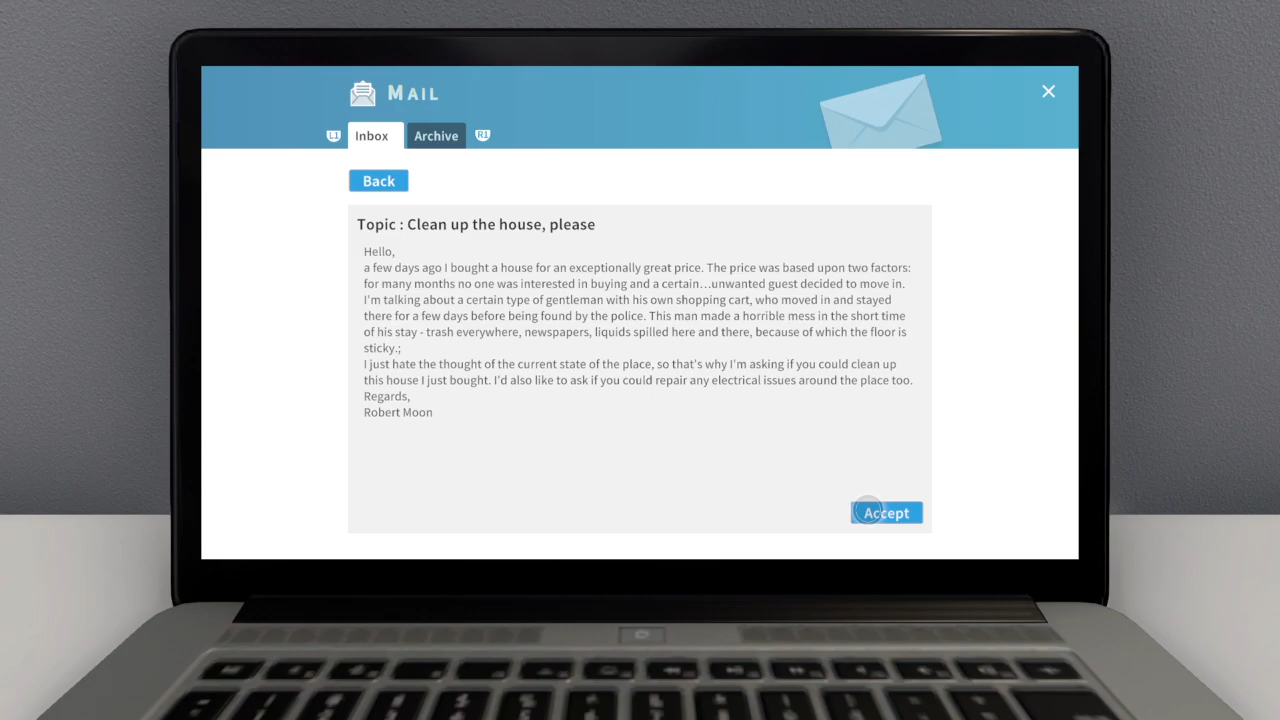 MAIL
L1 Inbox Archive R1
Back
Topic : Clean up the house, please
Hello,
a few days ago I bought a house for an exceptionally great price. The price was based upon two factors:
for many months no one was interested in buying and a certain...unwanted guest decided to move in.
I'm talking about a certain type of gentleman with his own shopping cart, who moved in and stayed
there for a few days before being found by the police. This man made a horrible mess in the short time
of his stay - trash everywhere, newspapers, liquids spilled here and there, because of which the floor is
sticky.;
I just hate the thought of the current state of the place, so that's why I'm asking if you could clean up
this house I just bought. I'd also like to ask if you could repair any electrical issues around the place too.
Regards,
Robert Moon
Accept